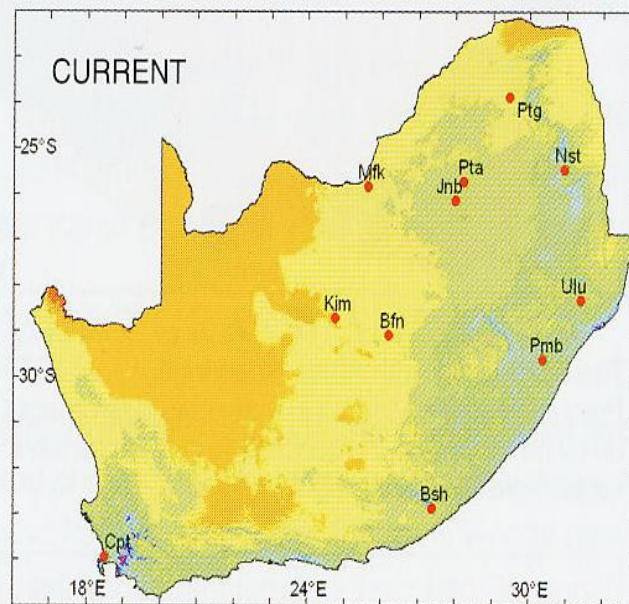 CURRENT
Ptg
25°S
Mfk
Pta
Nst
Jnb
Kim
Ulu
Bfn
Pmb
30°S
Bsh
Cpt
18°E
24°E
30°E